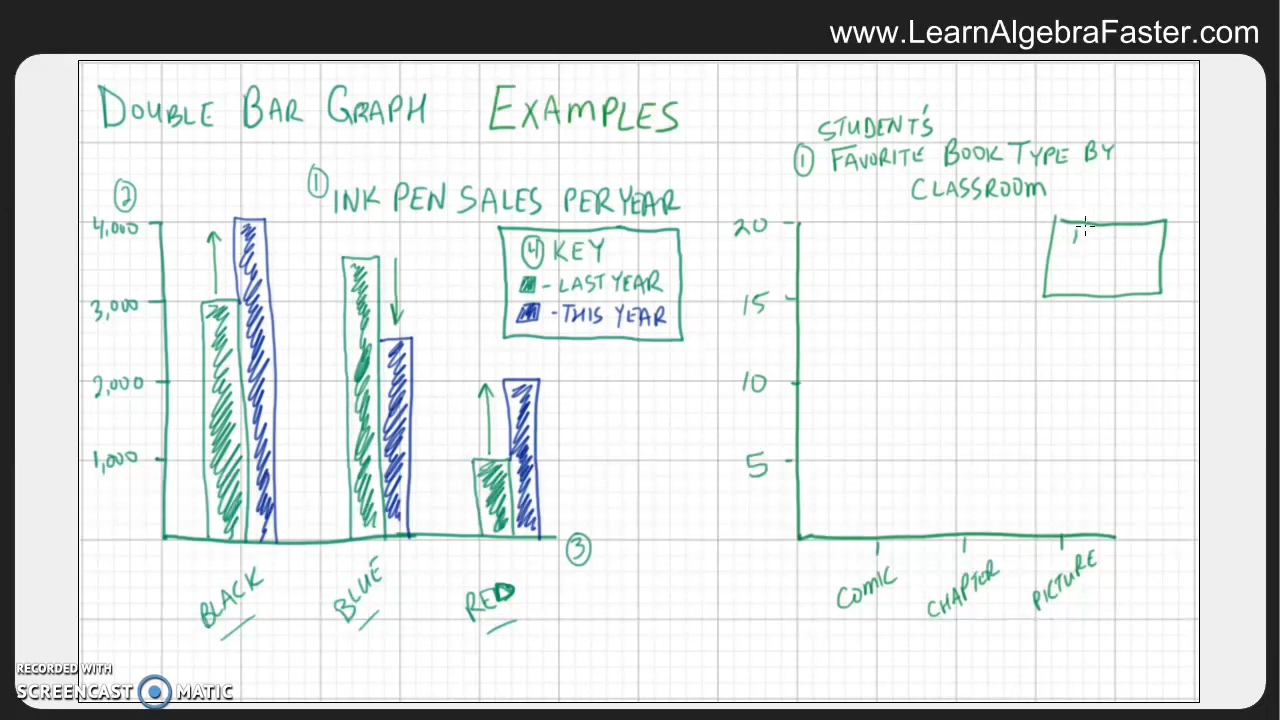 www.LearnAlgebraFaster.com
DOUBLE BAR GRAPH EXAMPLES
② 
① INK PEN SALES PER YEAR
4,000
3,000
2,000
1,000
④ KEY
- LAST YEAR
- THIS YEAR
BLACK
BLUE
RED
③
STUDENT'S
① FAVORITE BOOK TYPE BY
CLASSROOM
20
15
10
5
COMIC
CHAPTER
PICTURE
RECORDED WITH
SCREENCAST MATIC